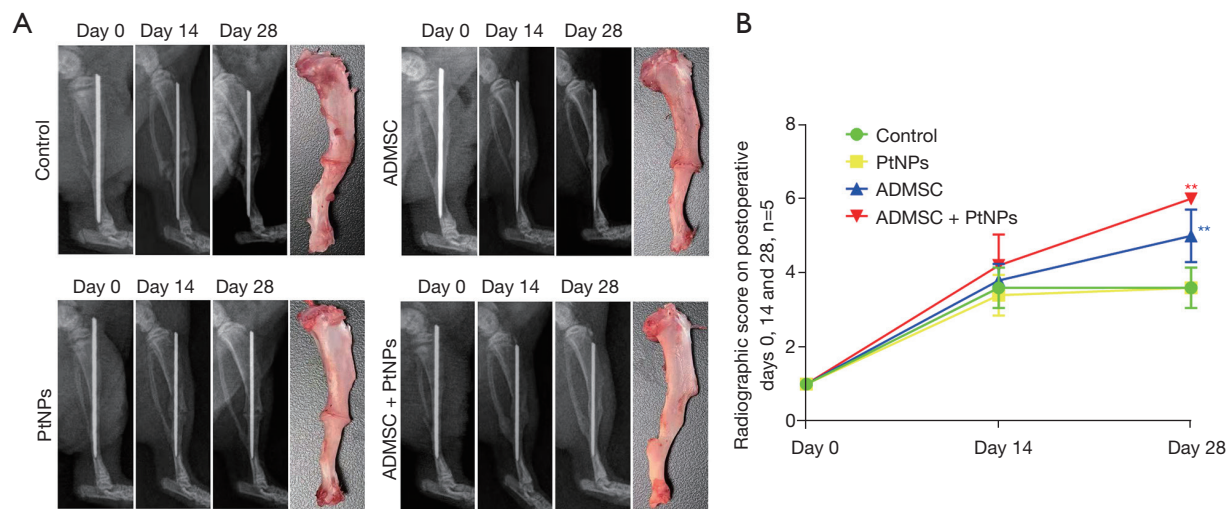 A
Day 0 Day 14 Day 28
Control
Day 0 Day 14 Day 28
ADMSC
Day 0 Day 14 Day 28
PtNPs
Day 0 Day 14 Day 28
ADMSC + PtNPs
B
Radiographic score on postoperative
days 0, 14 and 28, n=5
8
6
4
2
0
Control
PtNPs
ADMSC
ADMSC + PtNPs
**
**
Day 0 Day 14 Day 28